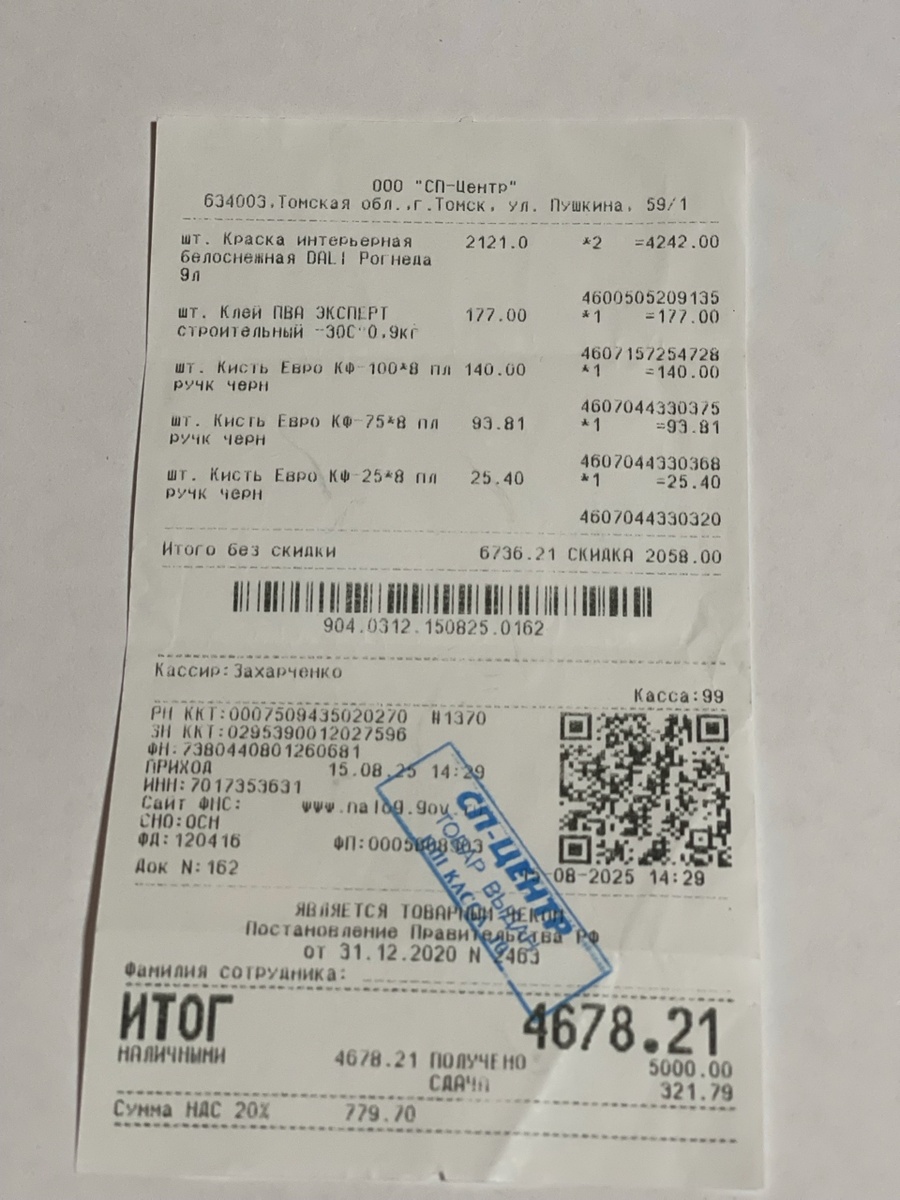 ООО "СП-Центр"
634003,Томская обл.,г.Томск, ул. Пушкина, 59/1
шт. Краска интерьерная 2121.0 *2 =4242.00
белоснежная DALI Рогнеда
9л
4600505209135
шт. Клей ПВА ЭКСПЕРТ 177.00 *1 =177.00
строительный -30С 0,9кг
4607157254728
шт. Кисть Евро КФ-100*8 пл 140.00 *1 =140.00
ручк черн
4607044330375
шт. Кисть Евро КФ-75*8 пл 93.81 *1 =93.81
ручк черн
4607044330368
шт. Кисть Евро КФ-25*8 пл 25.40 *1 =25.40
ручк черн
4607044330320
Итого без скидки 6736.21 СКИДКА 2058.00
904.0312.150825.0162
Кассир:Захарченко
Касса:99
РН ККТ:0007509435020270 #1370
ЗН ККТ:0295390012027596
ФН:7380440801260681
ПРИХОД 15.08.25 14:29
ИНН:7017353631
Сайт ФНС: www.nalog.gov
СНО:ОСН
ФД:120416
Док N:162
-08-2025 14:29
СП-ЦЕНТР
ТОВАР ВЫДАН
ЯВЛЯЕТСЯ ТОВАРНЫМ ЧЕКОМ
Постановление Правительства РФ
от 31.12.2020 N 2463
Фамилия сотрудника:
ИТОГ 4678.21
НАЛИЧНЫМИ 4678.21 ПОЛУЧЕНО 5000.00
СДАЧА 321.79
Сумма НДС 20% 779.70